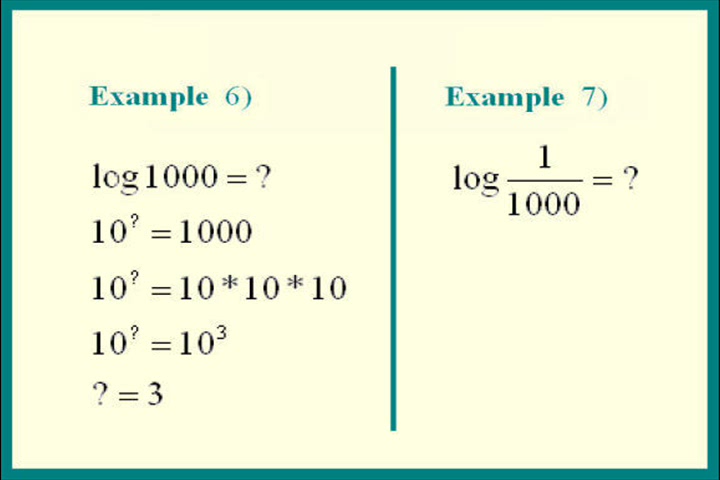 Example 6)
log 1000 = ?
10^? = 1000
10^? = 10 * 10 * 10
10^? = 10^3
? = 3
Example 7)
log 1/1000 = ?